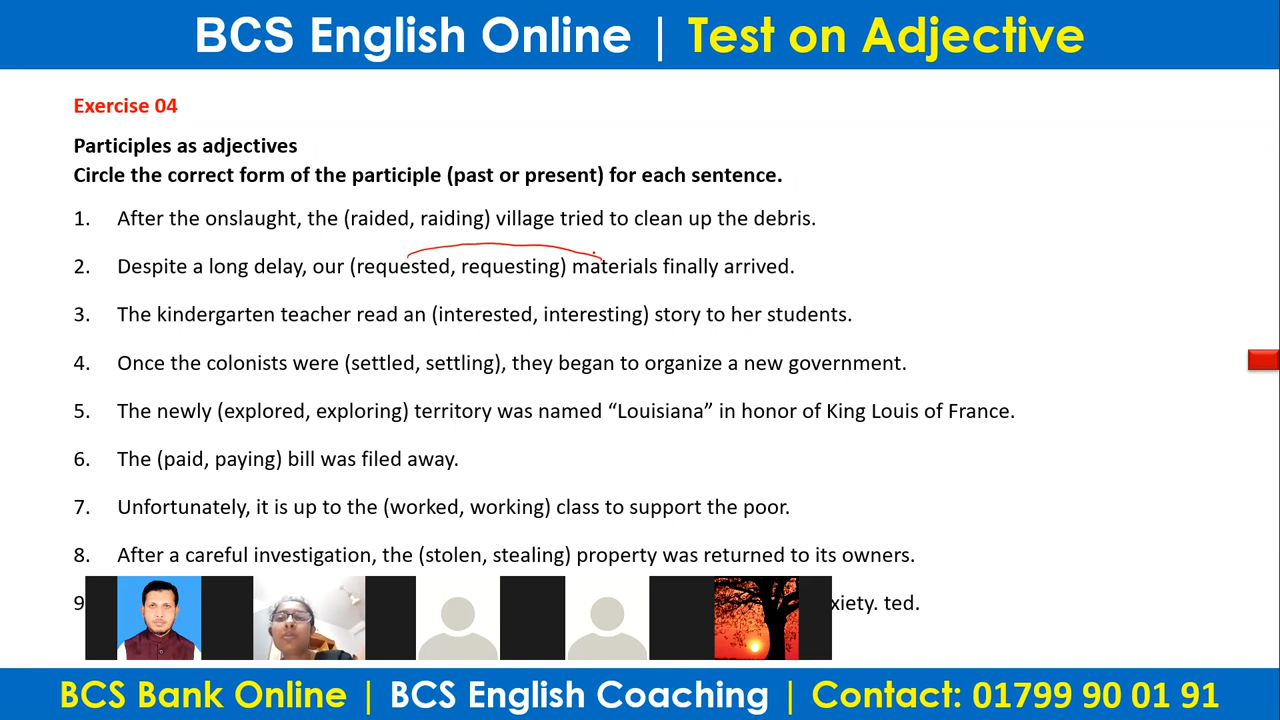 BCS English Online | Test on Adjective
Exercise 04
Participles as adjectives
Circle the correct form of the participle (past or present) for each sentence.
1. After the onslaught, the (raided, raiding) village tried to clean up the debris.
2. Despite a long delay, our (requested, requesting) materials finally arrived.
3. The kindergarten teacher read an (interested, interesting) story to her students.
4. Once the colonists were (settled, settling), they began to organize a new government.
5. The newly (explored, exploring) territory was named “Louisiana” in honor of King Louis of France.
6. The (paid, paying) bill was filed away.
7. Unfortunately, it is up to the (worked, working) class to support the poor.
8. After a careful investigation, the (stolen, stealing) property was returned to its owners.
9 xiety. ted.
BCS Bank Online | BCS English Coaching | Contact: 01799 90 01 91